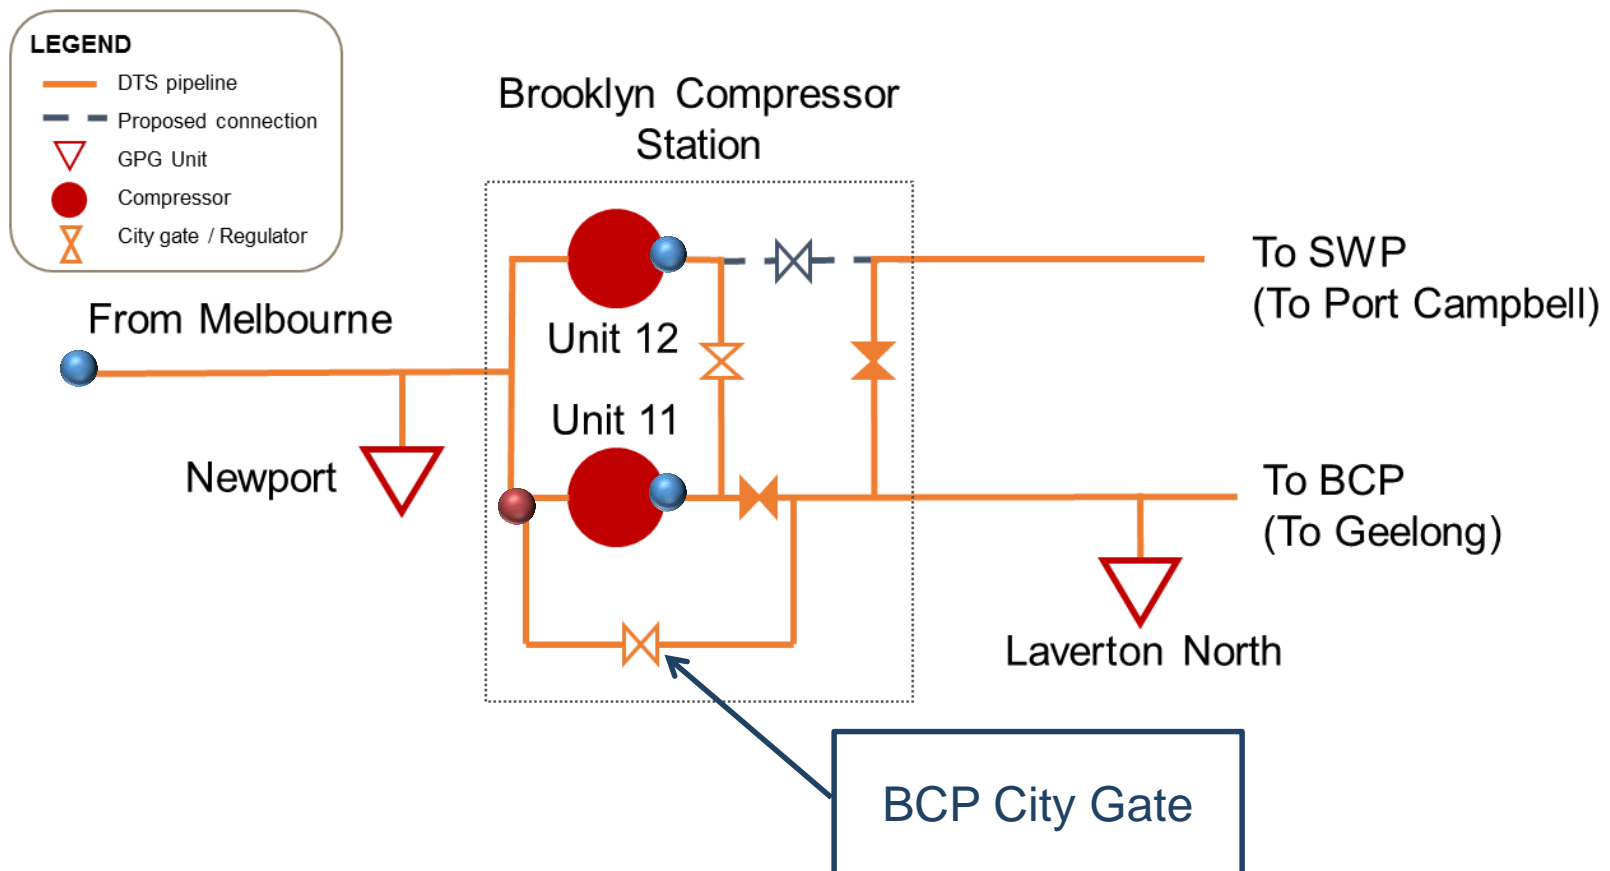 LEGEND
DTS pipeline
Proposed connection
GPG Unit
Compressor
City gate / Regulator
Brooklyn Compressor
Station
From Melbourne
Unit 12
Unit 11
Newport
To SWP
(To Port Campbell)
To BCP
(To Geelong)
Laverton North
BCP City Gate